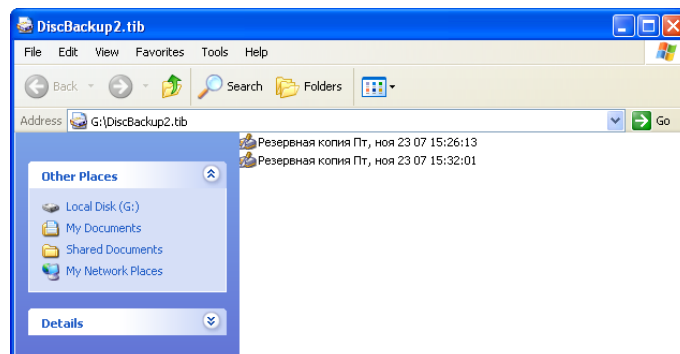 DiscBackup2.tib
File Edit View Favorites Tools Help
Back Search Folders
Address G:\DiscBackup2.tib Go
Резервная копия Пт, ноя 23 07 15:26:13
Резервная копия Пт, ноя 23 07 15:32:01
Other Places
Local Disk (G:)
My Documents
Shared Documents
My Network Places
Details